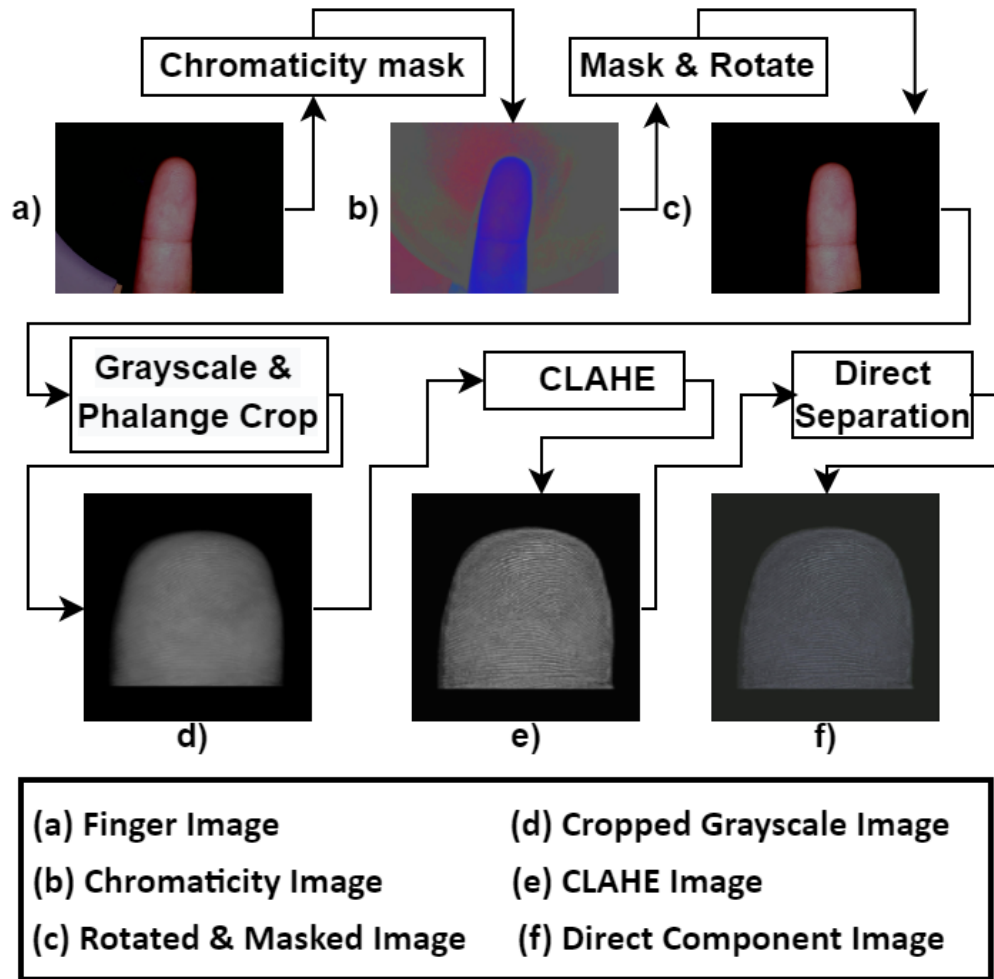 Chromaticity mask
Mask & Rotate
a)
b)
c)
Grayscale &
Phalange Crop
CLAHE
Direct
Separation
d)
e)
f)
(a) Finger Image
(d) Cropped Grayscale Image
(b) Chromaticity Image
(e) CLAHE Image
(c) Rotated & Masked Image
(f) Direct Component Image